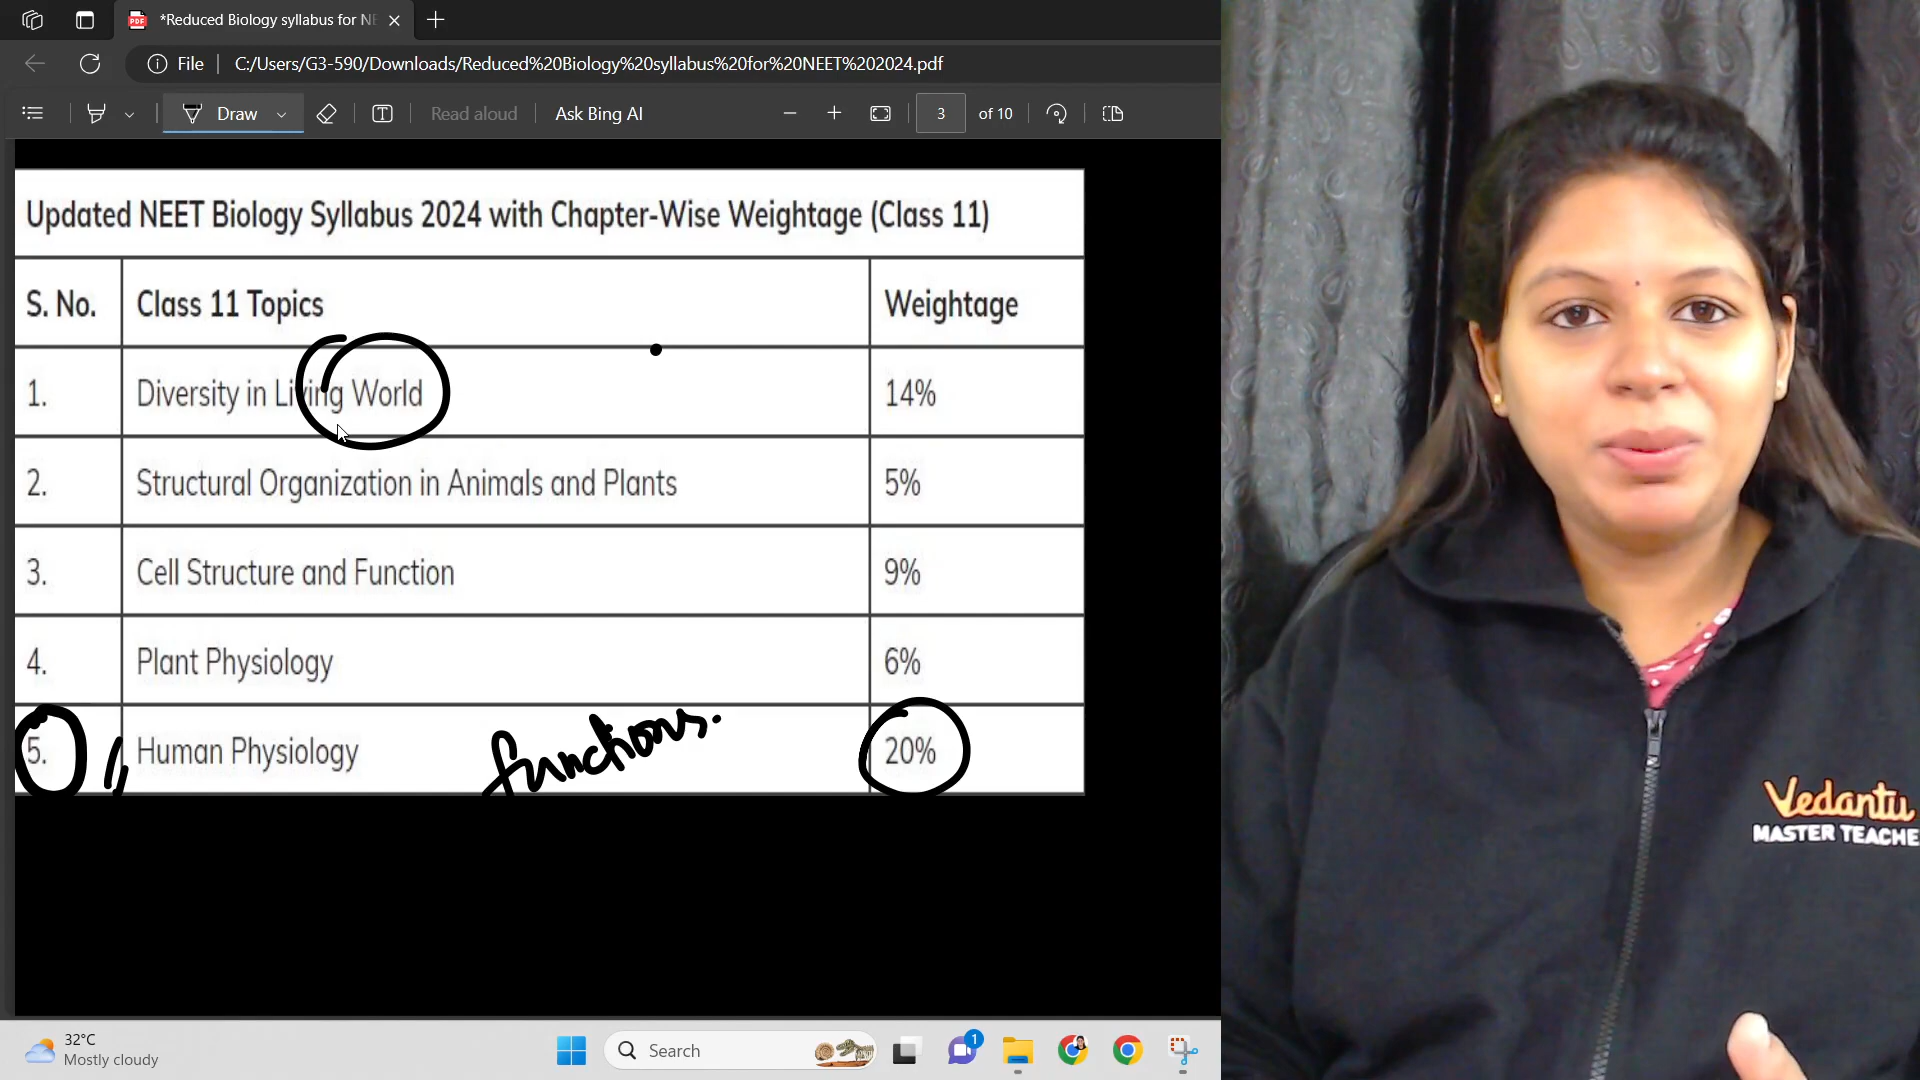 *Reduced Biology syllabus for NE
File
C:/Users/G3-590/Downloads/Reduced%20Biology%20syllabus%20for%20NEET%202024.pdf
Draw
Read aloud
Ask Bing AI
3
of 10
Updated NEET Biology Syllabus 2024 with Chapter-Wise Weightage (Class 11)
S. No. Class 11 Topics Weightage
1. Diversity in Living World 14%
2. Structural Organization in Animals and Plants 5%
3. Cell Structure and Function 9%
4. Plant Physiology 6%
5. Human Physiology functions. 20%
Vedantu
MASTER TEACHE
32°C
Mostly cloudy
Search
1